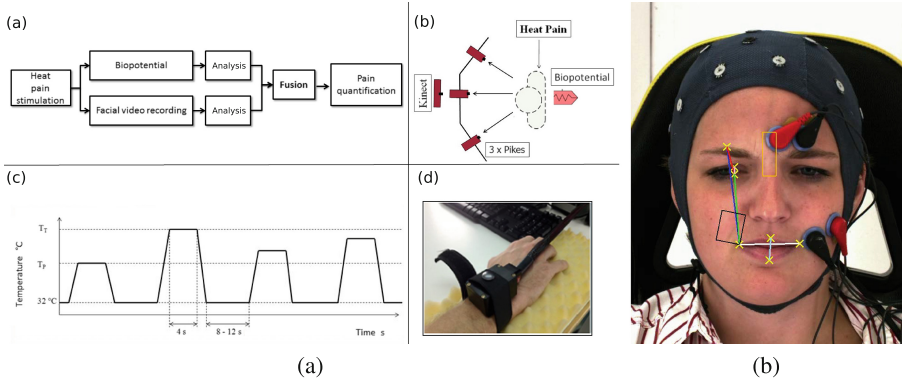 (a)
Heat
pain
stimulation
Biopotential
Analysis
Facial video recording
Analysis
Fusion
Pain
quantification
(b)
Heat Pain
Kinect
Biopotential
3 x Pikes
(c)
Temperature °C
T_T
T_P
32 °C
4 s
8 - 12 s
Time s
(d)
(a)
(b)